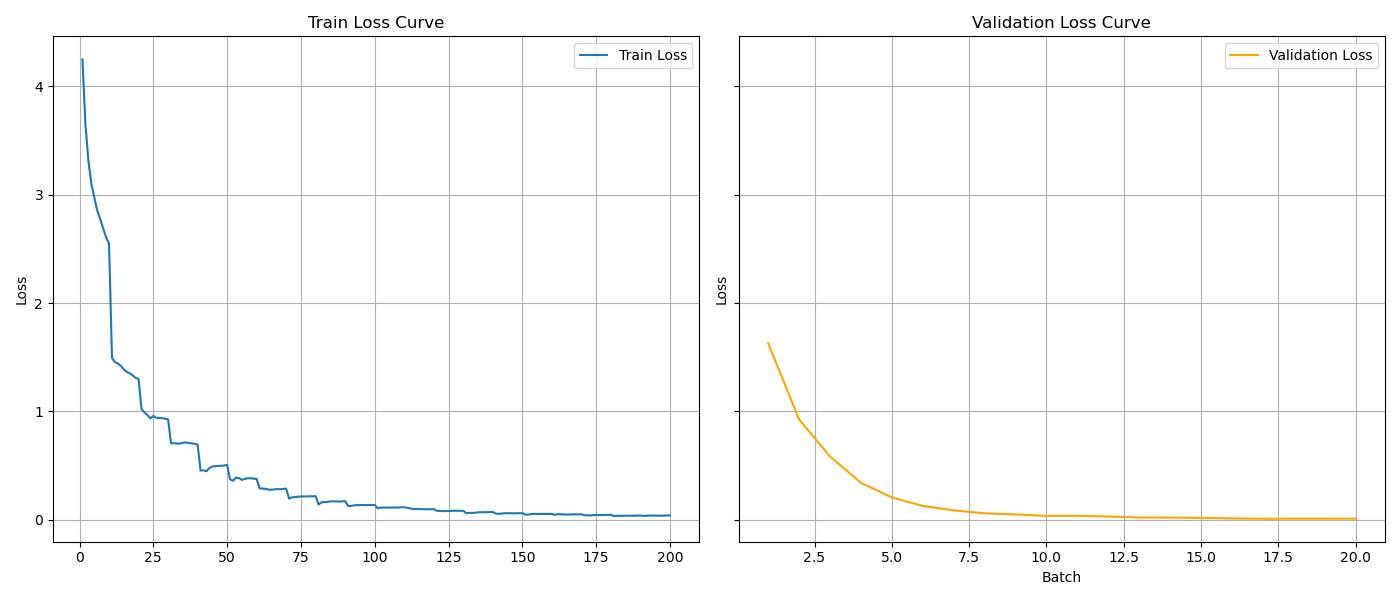 Train Loss Curve
Train Loss
Loss
4
3
2
1
0
0 25 50 75 100 125 150 175 200
Validation Loss Curve
Validation Loss
Loss
2.5 5.0 7.5 10.0 12.5 15.0 17.5 20.0
Batch